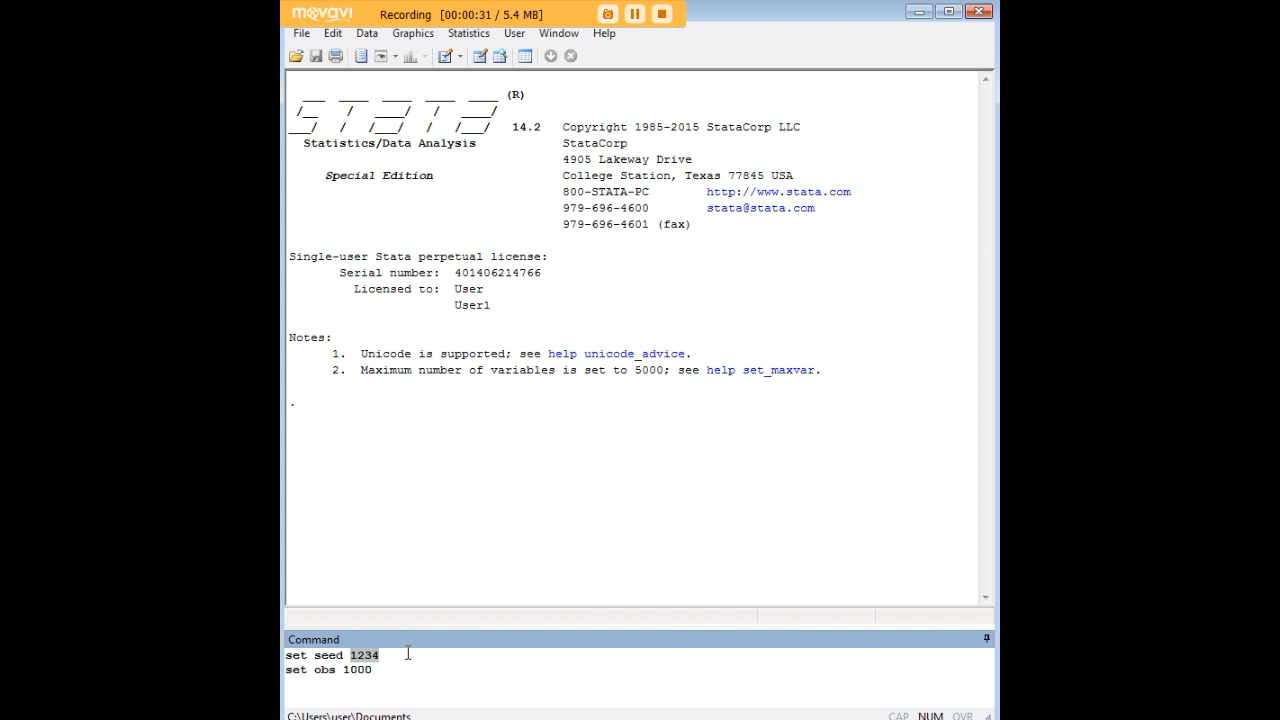 movavi Recording [00:00:31 / 5.4 MB]
File Edit Data Graphics Statistics User Window Help
(R)
STATA 14.2 Copyright 1985-2015 StataCorp LLC
Statistics/Data Analysis StataCorp
4905 Lakeway Drive
Special Edition College Station, Texas 77845 USA
800-STATA-PC http://www.stata.com
979-696-4600 stata@stata.com
979-696-4601 (fax)
Single-user Stata perpetual license:
Serial number: 401406214766
Licensed to: User
User1
Notes:
1. Unicode is supported; see help unicode_advice.
2. Maximum number of variables is set to 5000; see help set_maxvar.
.
Command
set seed 1234
set obs 1000
C:\Users\user\Documents CAP NUM OVR